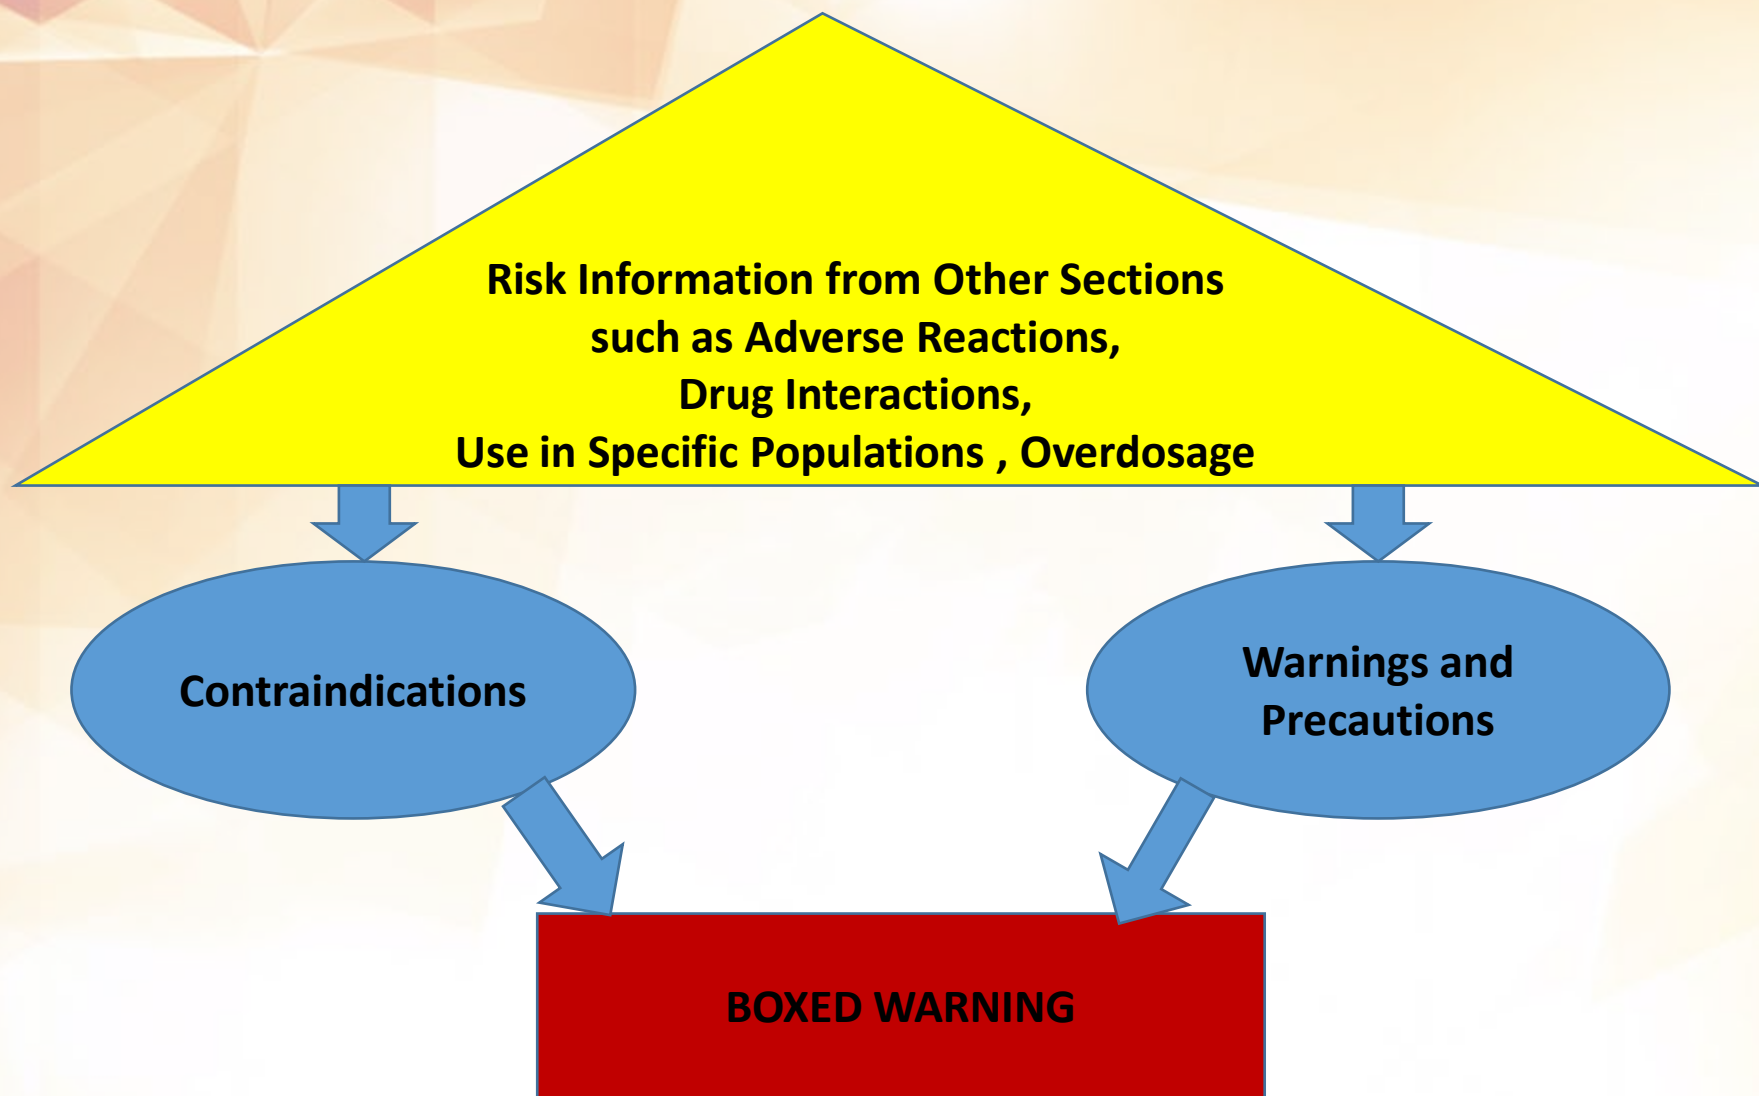 Risk Information from Other Sections
such as Adverse Reactions,
Drug Interactions,
Use in Specific Populations , Overdosage
Contraindications
Warnings and
Precautions
BOXED WARNING